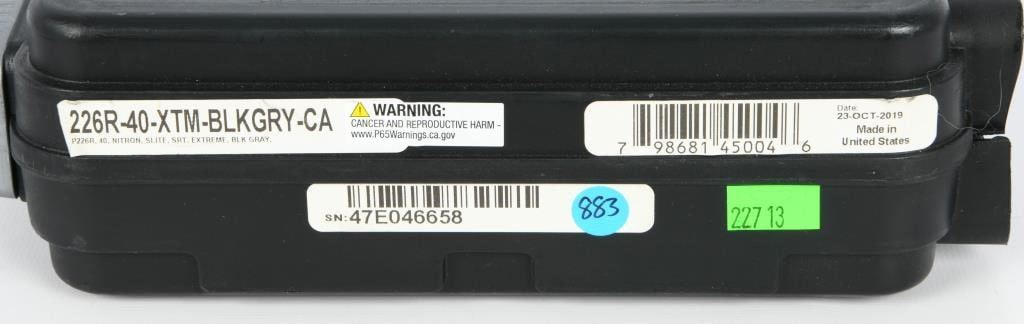 226R-40-XTM-BLKGRY-CA
P226R, 40, NITRON, SLITE, SRT, EXTREME, BLK GRAY,
WARNING:
CANCER AND REPRODUCTIVE HARM -
www.P65Warnings.ca.gov
7 98681 45004 6
Date:
23-OCT-2019
Made in
United States
SN: 47E046658
883
227 13